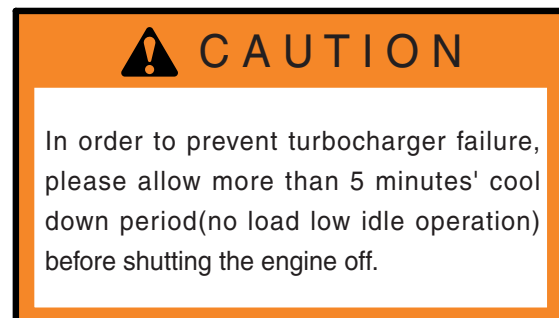 CAUTION
In order to prevent turbocharger failure,
please allow more than 5 minutes' cool
down period(no load low idle operation)
before shutting the engine off.